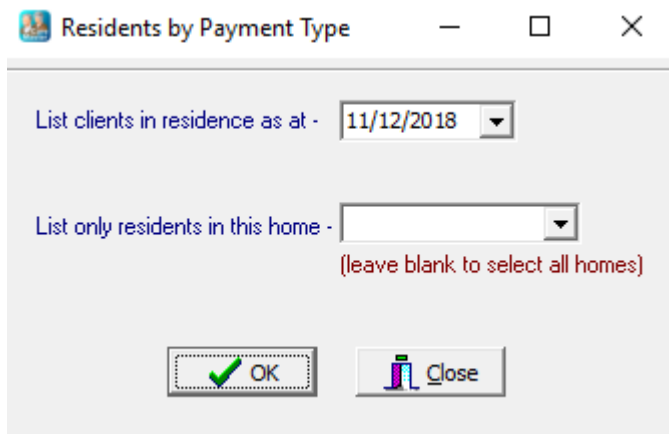 Residents by Payment Type
List clients in residence as at - 11/12/2018
List only residents in this home -
(leave blank to select all homes)
OK Close